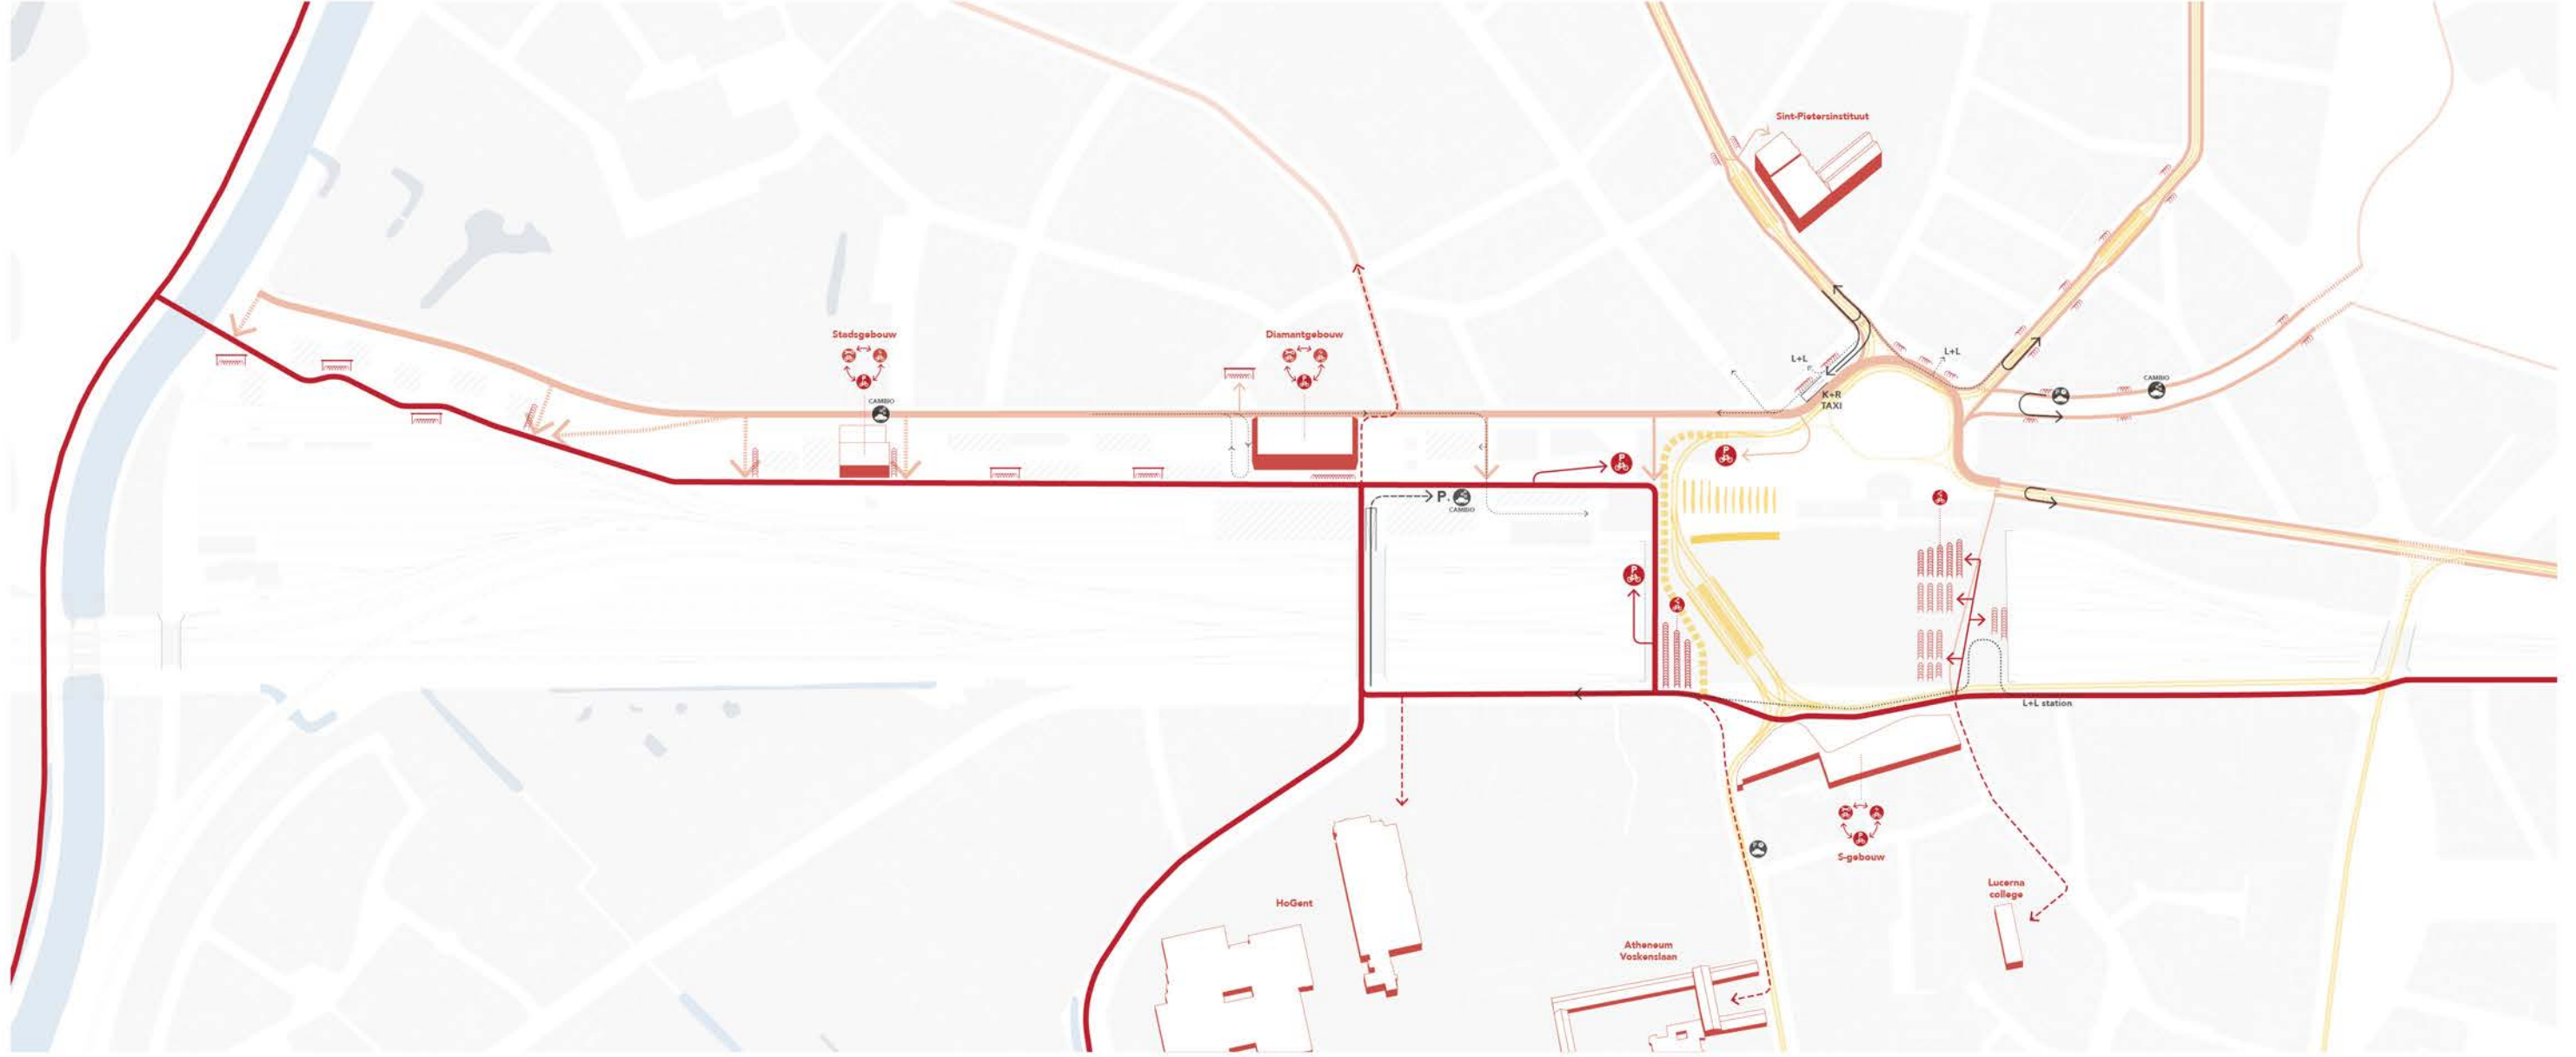 Sint-Pietersinstituut
Stadsgebouw
Diamantgebouw
CAMBIO
P
P
L+L
L+L
K+R
TAXI
CAMBIO
P
P
P.
CAMBIO
P
L+L station
P
S-gebouw
Lucerna
college
HoGent
Atheneum
Voskenslaan